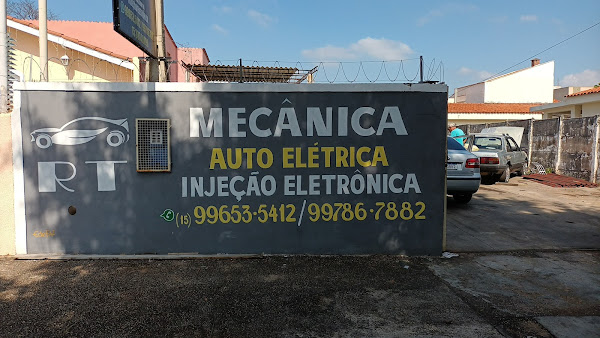 MECÂNICA
AUTO ELÉTRICA
INJEÇÃO ELETRÔNICA
(15) 99653-5412/99786-7882
RT